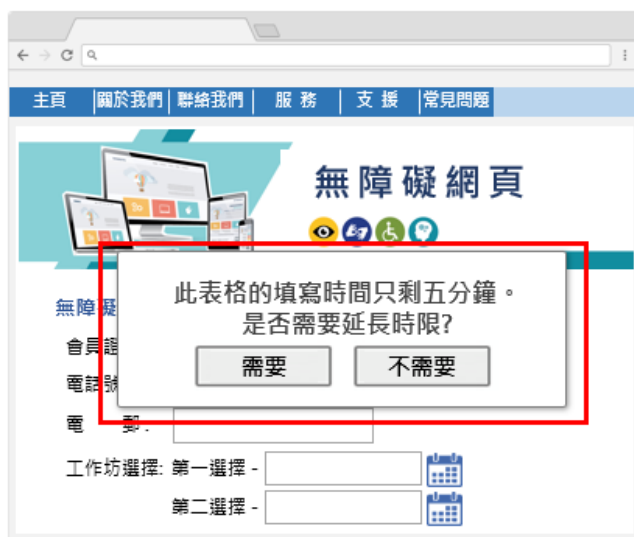 主頁 關於我們 聯絡我們 服 務 支 援 常見問題
無障礙網頁
此表格的填寫時間只剩五分鐘。
是否需要延長時限?
需要 不需要
無障礙
會員證
電話號
電 郵:
工作坊選擇: 第一選擇 -
第二選擇 -